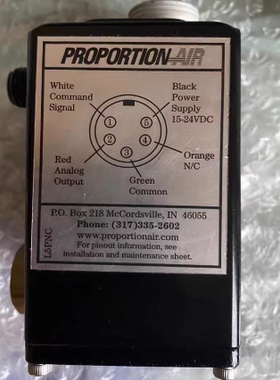 PROPORTION-AIR
White
Command
Signal
Black
Power
Supply
15-24VDC
1
5
2
4
3
Red
Analog
Output
Orange
N/C
Green
Common
P.O. Box 218 McCordsville, IN 46055
Phone: (317)335-2602
www.proportionair.com
For pinout information, see
installation and maintenance sheet.
L5PNC